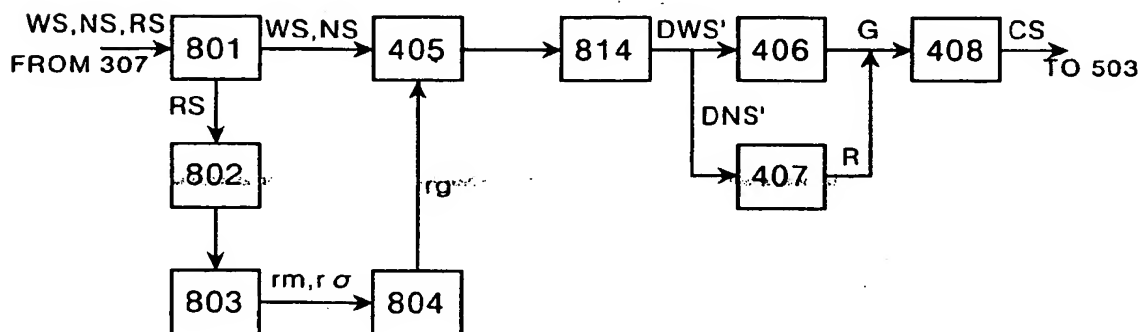 WS,NS,RS
FROM 307
801
WS,NS
405
814
DWS'
406
G
408
CS
TO 503
RS
DNS'
802
rg
407
R
803
rm,r σ
804